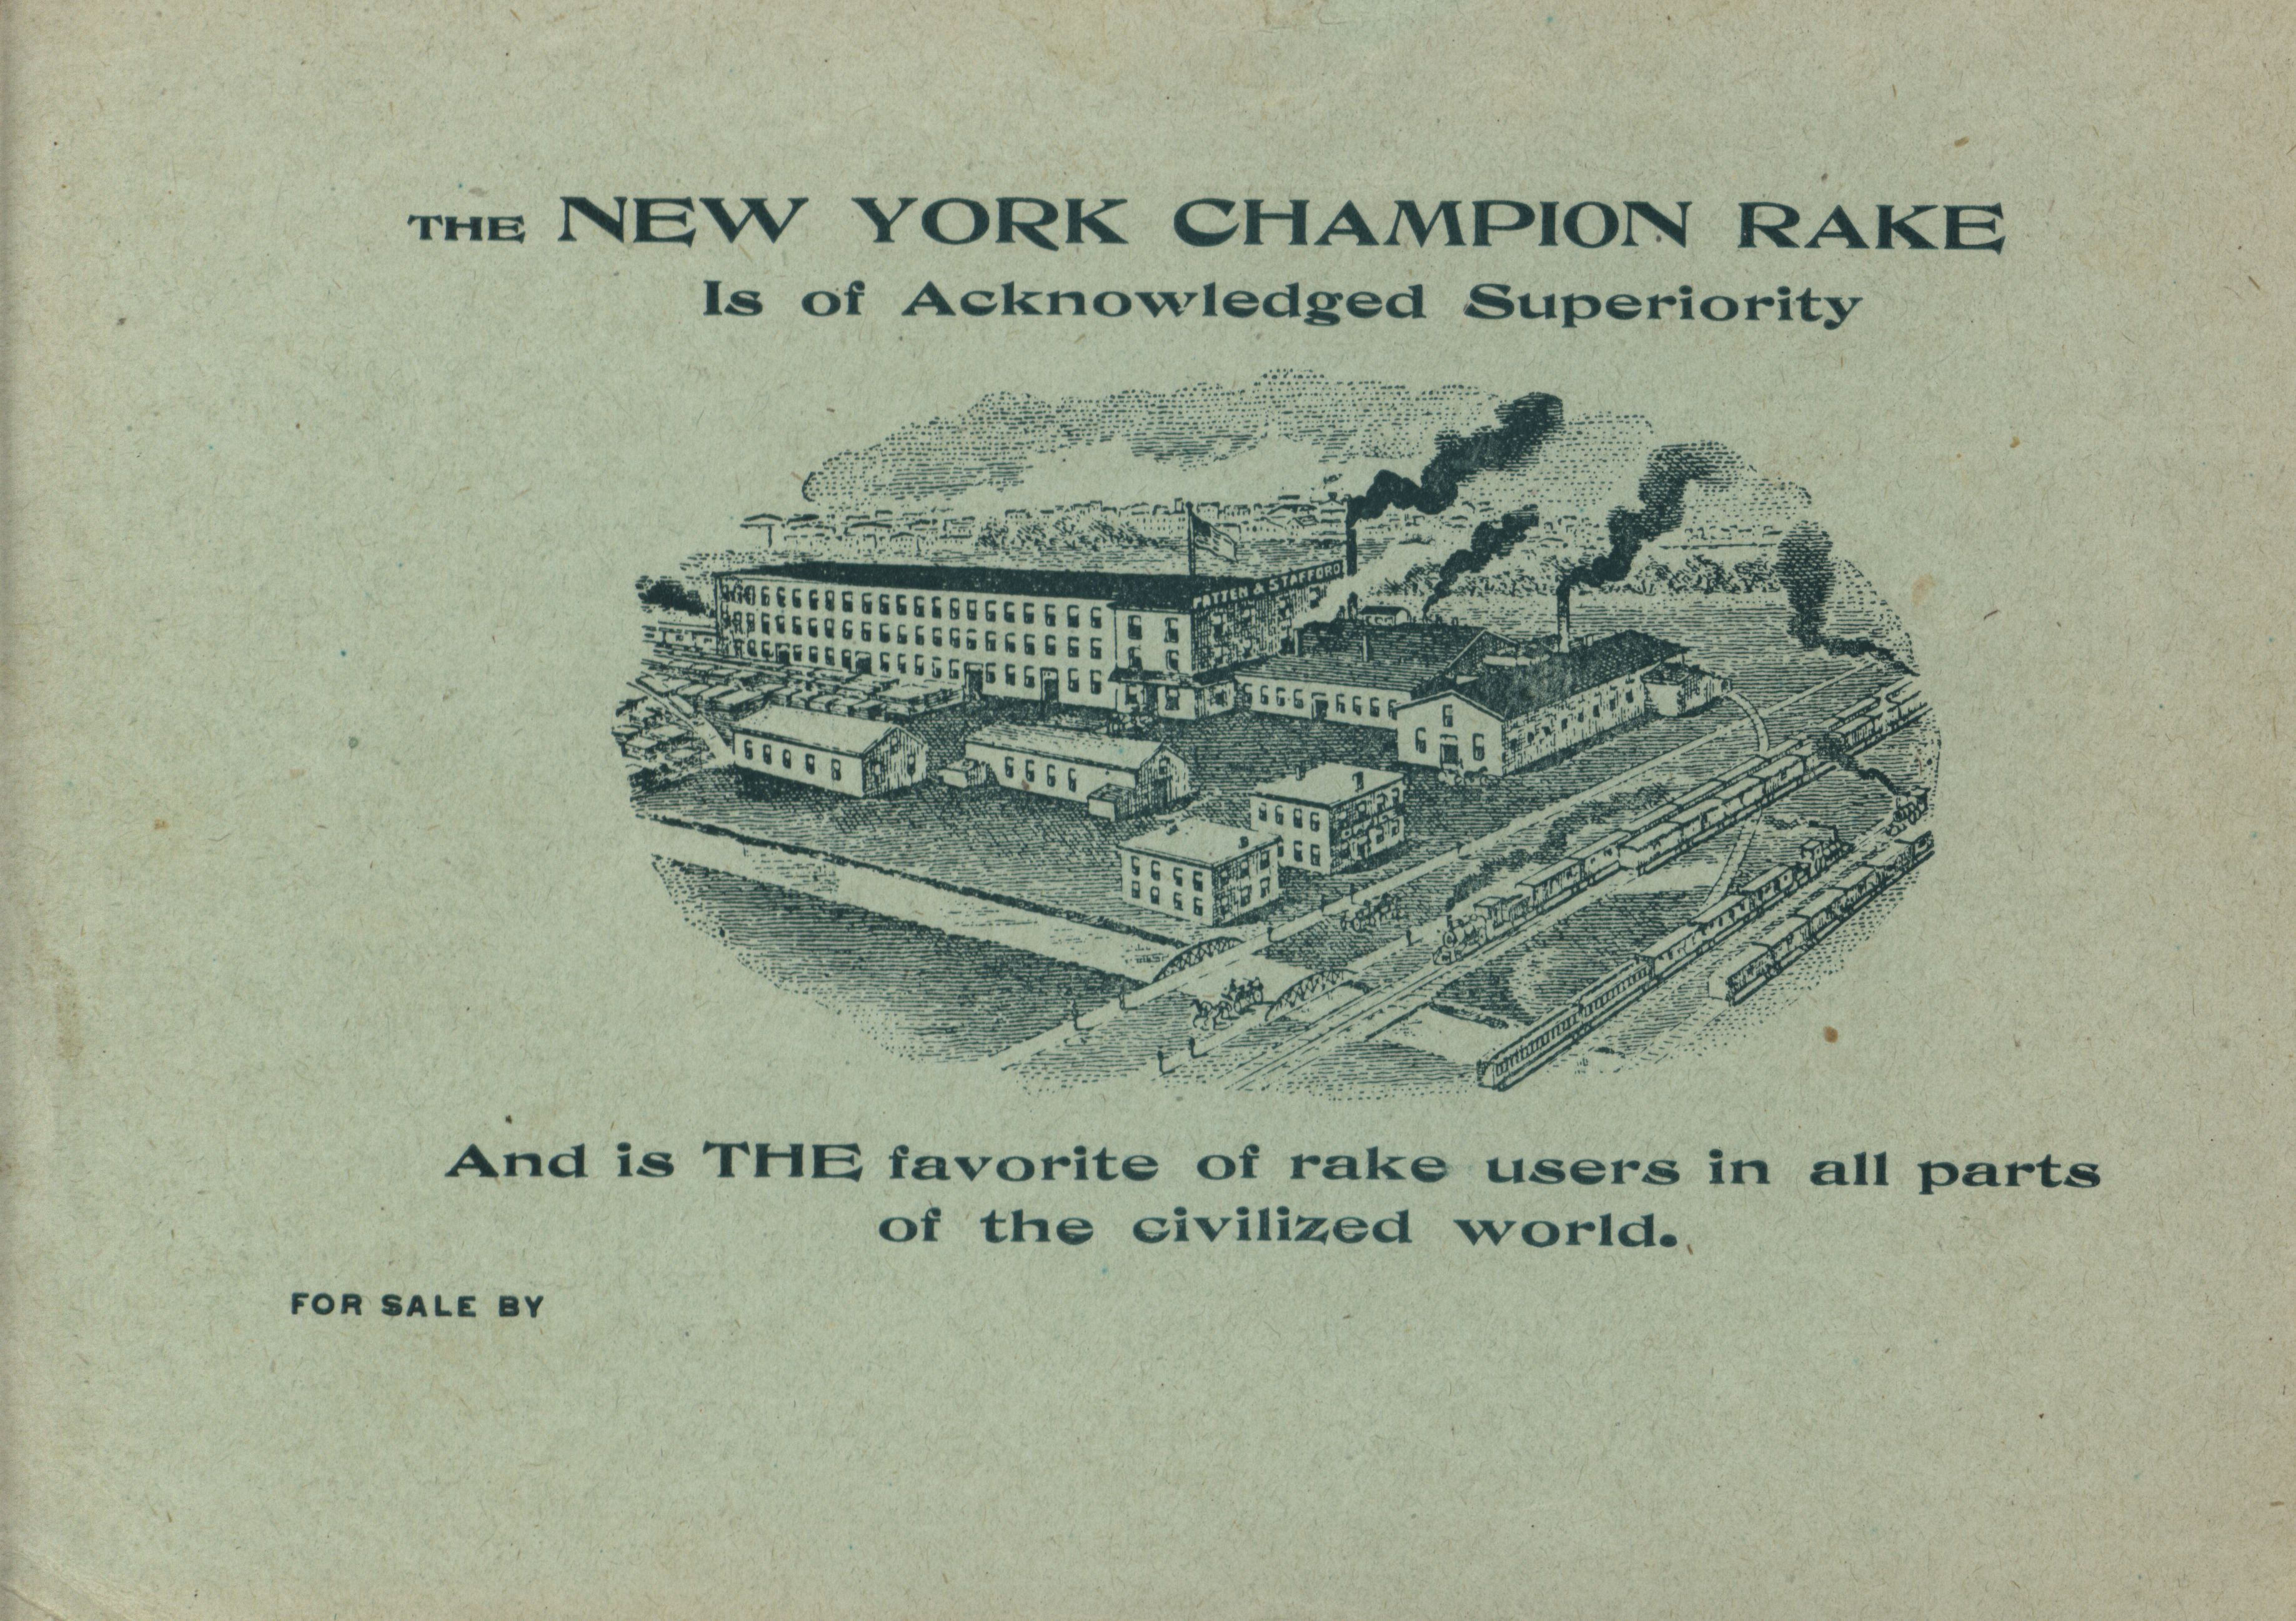 THE NEW YORK CHAMPION RAKE
Is of Acknowledged Superiority
PATTEN & STAFFORD
And is THE favorite of rake users in all parts
of the civilized world.
FOR SALE BY